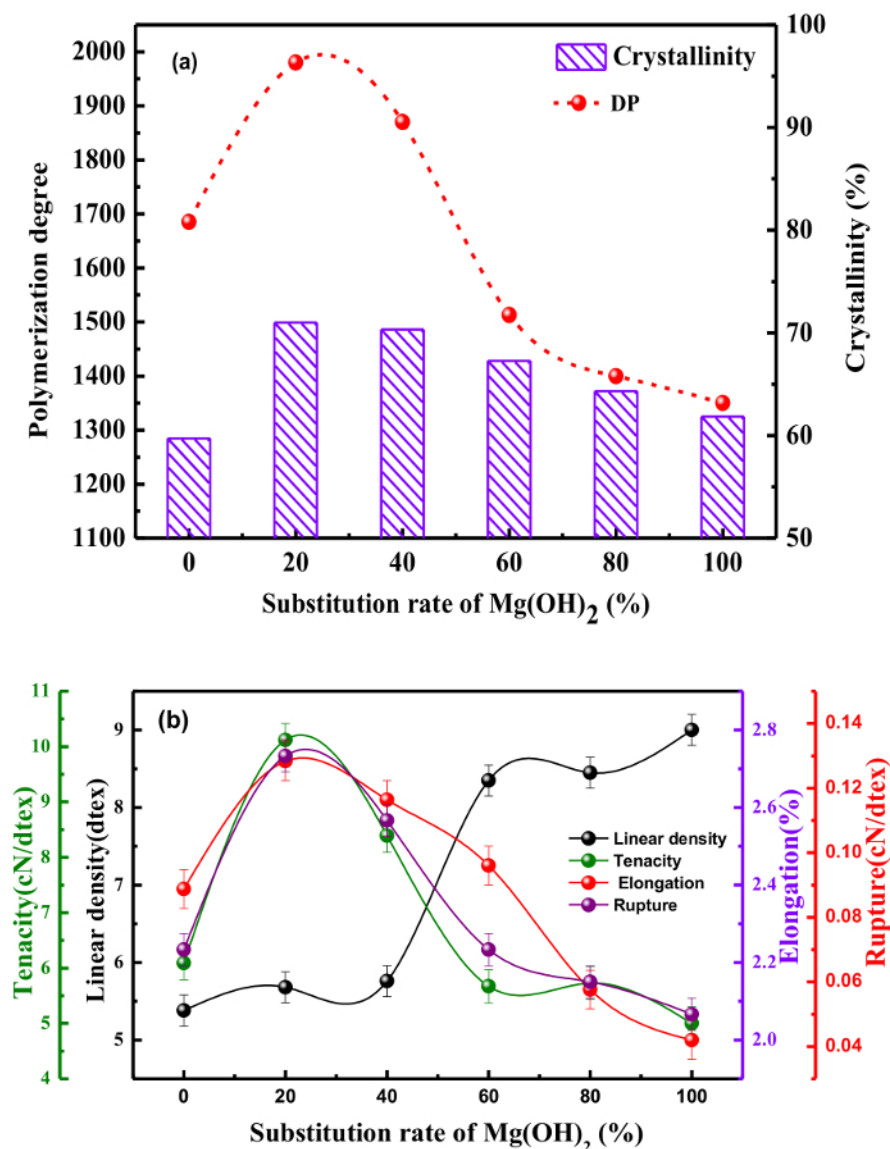 (a)
Crystallinity
DP
Polymerization degree
2000
1900
1800
1700
1600
1500
1400
1300
1200
1100
100
90
80
70
60
50
Crystallinity (%)
0 20 40 60 80 100
Substitution rate of Mg(OH)2 (%)
(b)
Tenacity(cN/dtex)
11
10
9
8
7
6
5
4
Linear density(dtex)
9
8
7
6
5
Linear density
Tenacity
Elongation
Rupture
2.8
2.6
2.4
2.2
2.0
Elongation(%)
0.14
0.12
0.10
0.08
0.06
0.04
Rupture(cN/dtex)
0 20 40 60 80 100
Substitution rate of Mg(OH)2 (%)